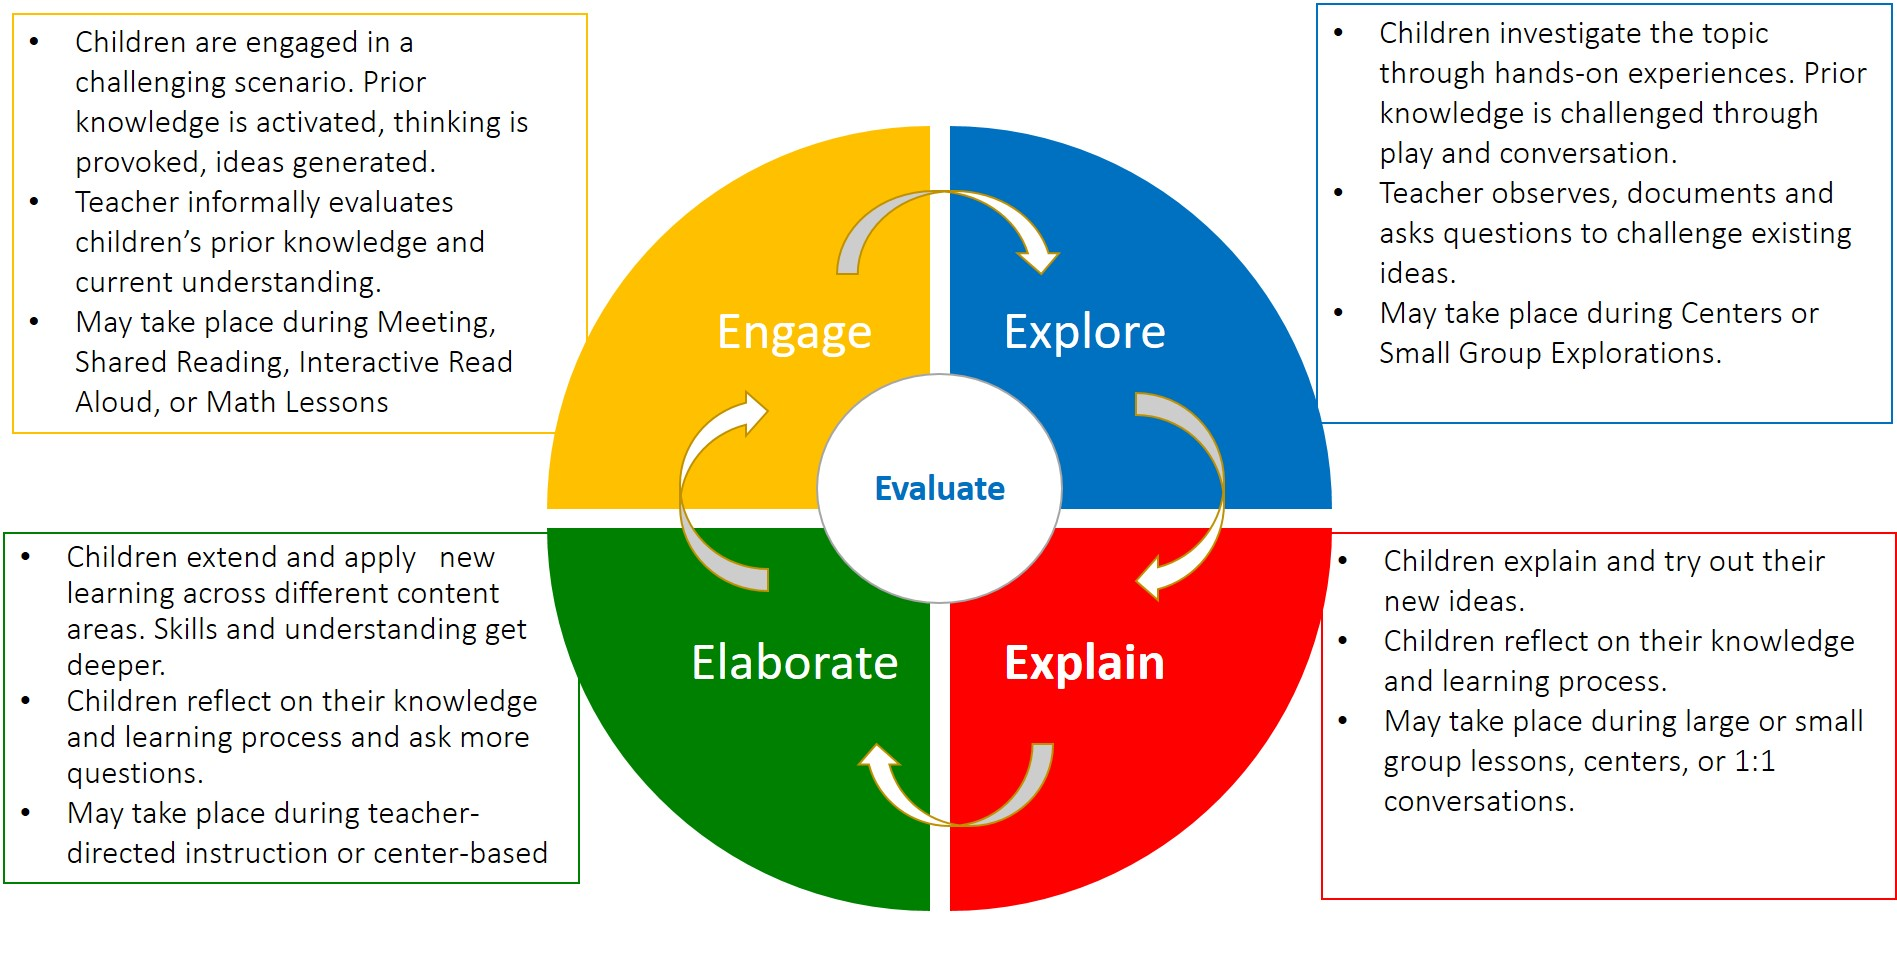 • Children are engaged in a
challenging scenario. Prior
knowledge is activated, thinking is
provoked, ideas generated.
• Teacher informally evaluates
children’s prior knowledge and
current understanding.
• May take place during Meeting,
Shared Reading, Interactive Read
Aloud, or Math Lessons
• Children investigate the topic
through hands-on experiences. Prior
knowledge is challenged through
play and conversation.
• Teacher observes, documents and
asks questions to challenge existing
ideas.
• May take place during Centers or
Small Group Explorations.
Engage
Explore
Evaluate
Elaborate
Explain
• Children extend and apply   new
learning across different content
areas. Skills and understanding get
deeper.
• Children reflect on their knowledge
and learning process and ask more
questions.
• May take place during teacher-
directed instruction or center-based
• Children explain and try out their
new ideas.
• Children reflect on their knowledge
and learning process.
• May take place during large or small
group lessons, centers, or 1:1
conversations.